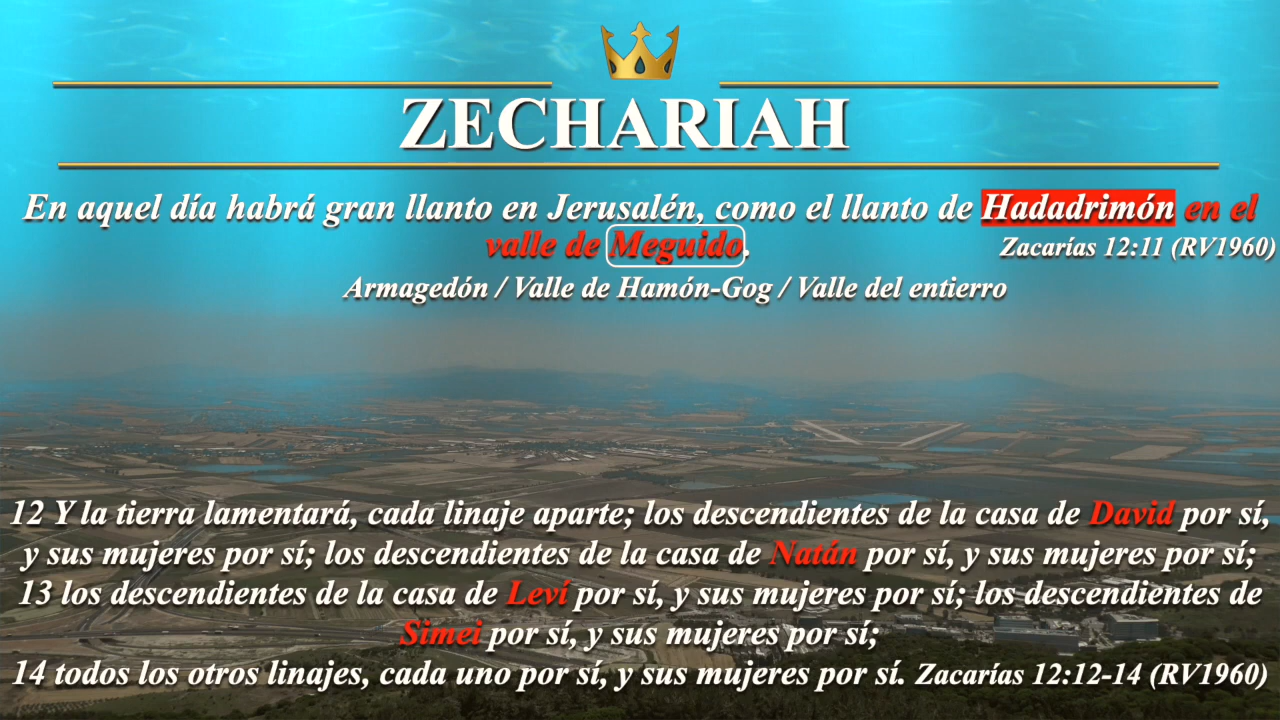 ZECHARIAH
En aquel día habrá gran llanto en Jerusalén, como el llanto de Hadadrimón en el
valle de Meguido.
Zacarías 12:11 (RV1960)
Armagedón / Valle de Hamón-Gog / Valle del entierro
12 Y la tierra lamentará, cada linaje aparte; los descendientes de la casa de David por sí,
y sus mujeres por sí; los descendientes de la casa de Natán por sí, y sus mujeres por sí;
13 los descendientes de la casa de Leví por sí, y sus mujeres por sí; los descendientes de
Simei por sí, y sus mujeres por sí;
14 todos los otros linajes, cada uno por sí, y sus mujeres por sí. Zacarías 12:12-14 (RV1960)